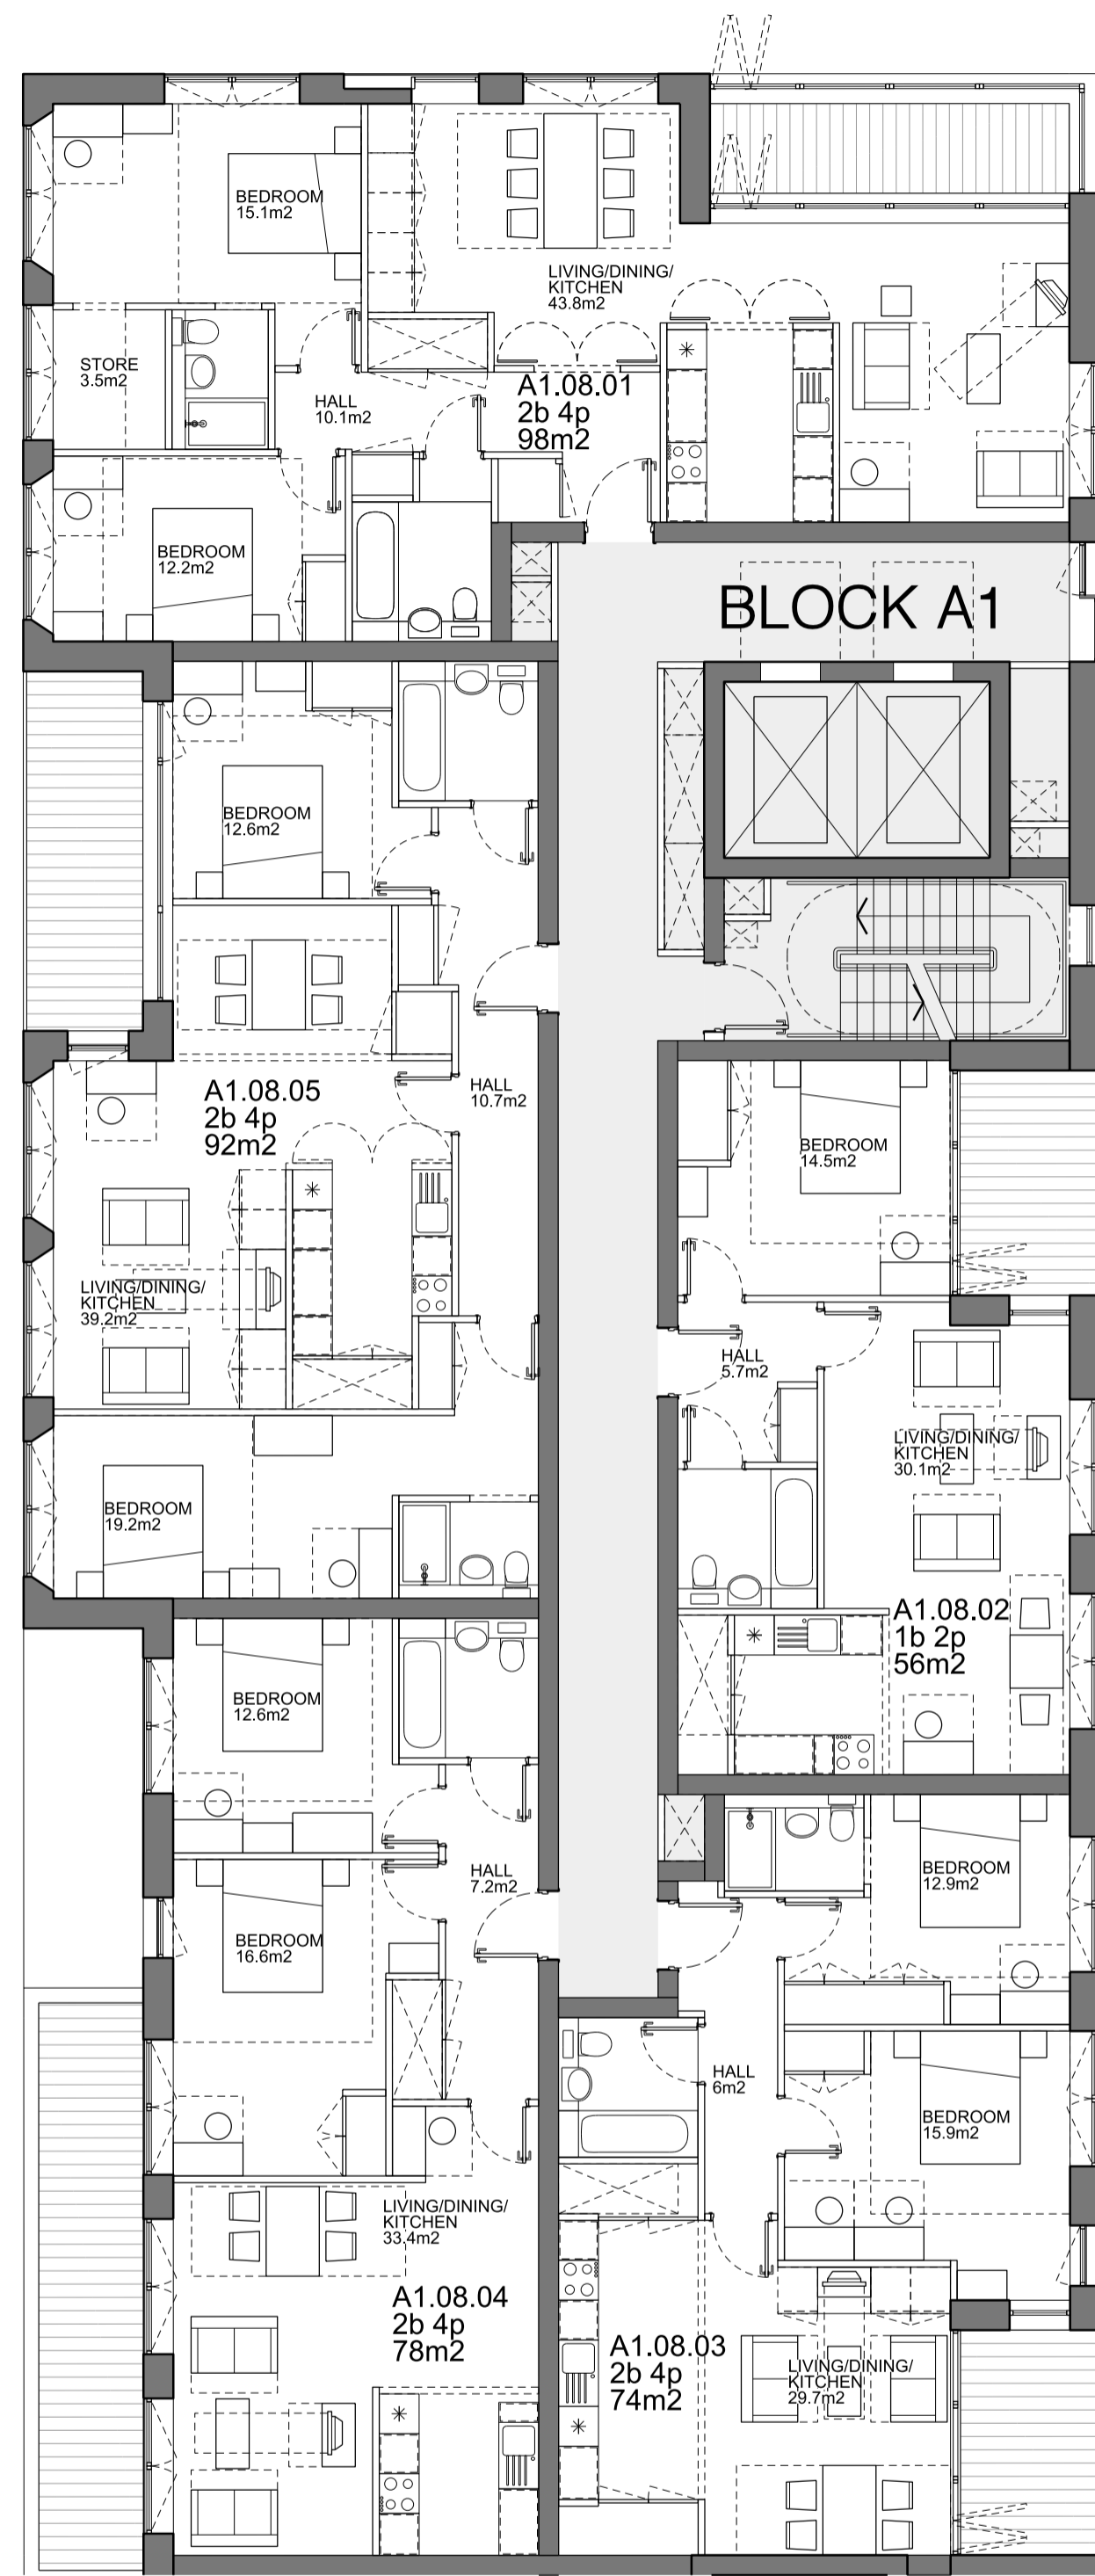 BEDROOM
15.1m2
LIVING/DINING/
KITCHEN
43.8m2
STORE
3.5m2
HALL
10.1m2
A1.08.01
2b 4p
98m2
BEDROOM
12.2m2
BLOCK A1
BEDROOM
12.6m2
A1.08.05
2b 4p
92m2
HALL
10.7m2
BEDROOM
14.5m2
LIVING/DINING/
KITCHEN
39.2m2
HALL
5.7m2
LIVING/DINING/
KITCHEN
30.1m2
BEDROOM
19.2m2
A1.08.02
1b 2p
56m2
BEDROOM
12.6m2
HALL
7.2m2
BEDROOM
12.9m2
BEDROOM
16.6m2
HALL
6m2
BEDROOM
15.9m2
LIVING/DINING/
KITCHEN
33.4m2
A1.08.04
2b 4p
78m2
A1.08.03
2b 4p
74m2
LIVING/DINING/
KITCHEN
29.7m2